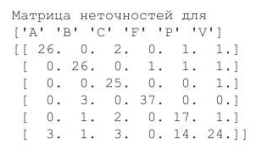 Матрица неточностей для
['A' 'B' 'C' 'F' 'P' 'V']
[[ 26. 0. 2. 0. 1. 1.]
[ 0. 26. 0. 1. 1. 1.]
[ 0. 0. 25. 0. 0. 1.]
[ 0. 3. 0. 37. 0. 0.]
[ 0. 1. 2. 0. 17. 1.]
[ 3. 1. 3. 0. 14. 24.]]